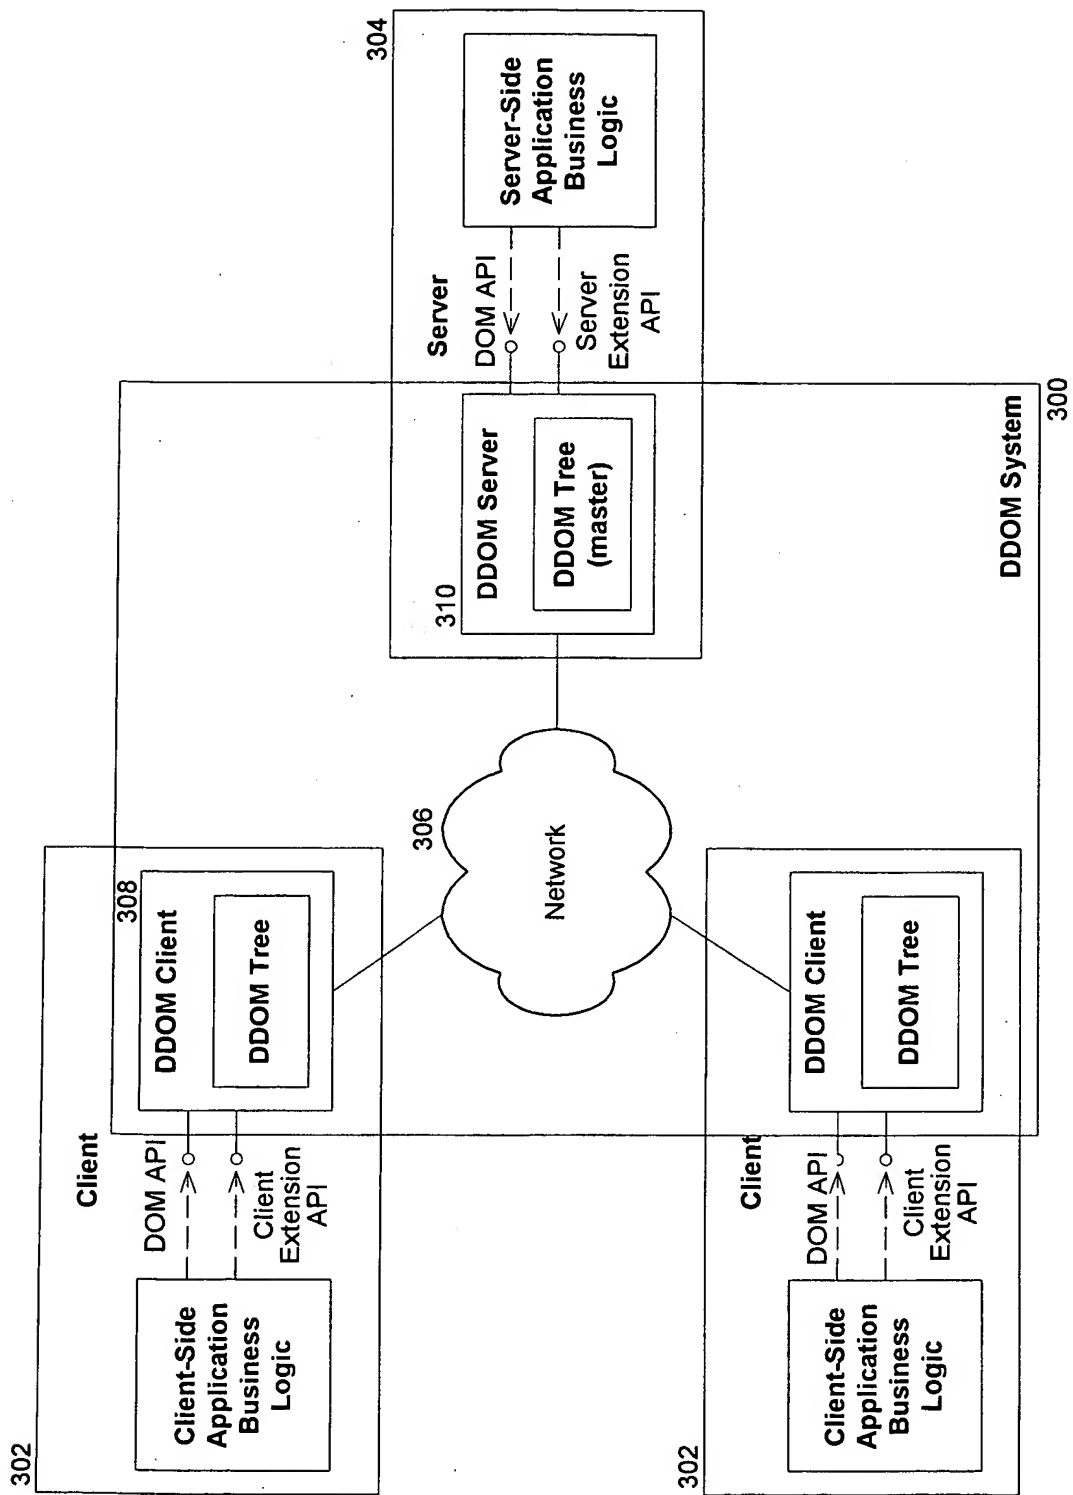 302
Client
Client-Side
Application
Business
Logic
DOM API
Client
Extension
API
308
DDOM Client
DDOM Tree
306
Network
Server
304
310
DDOM Server
DDOM Tree
(master)
DOM API
Server
Extension
API
Server-Side
Application
Business
Logic
302
Client
Client-Side
Application
Business
Logic
DOM API
Client
Extension
API
DDOM Client
DDOM Tree
DDOM System
300